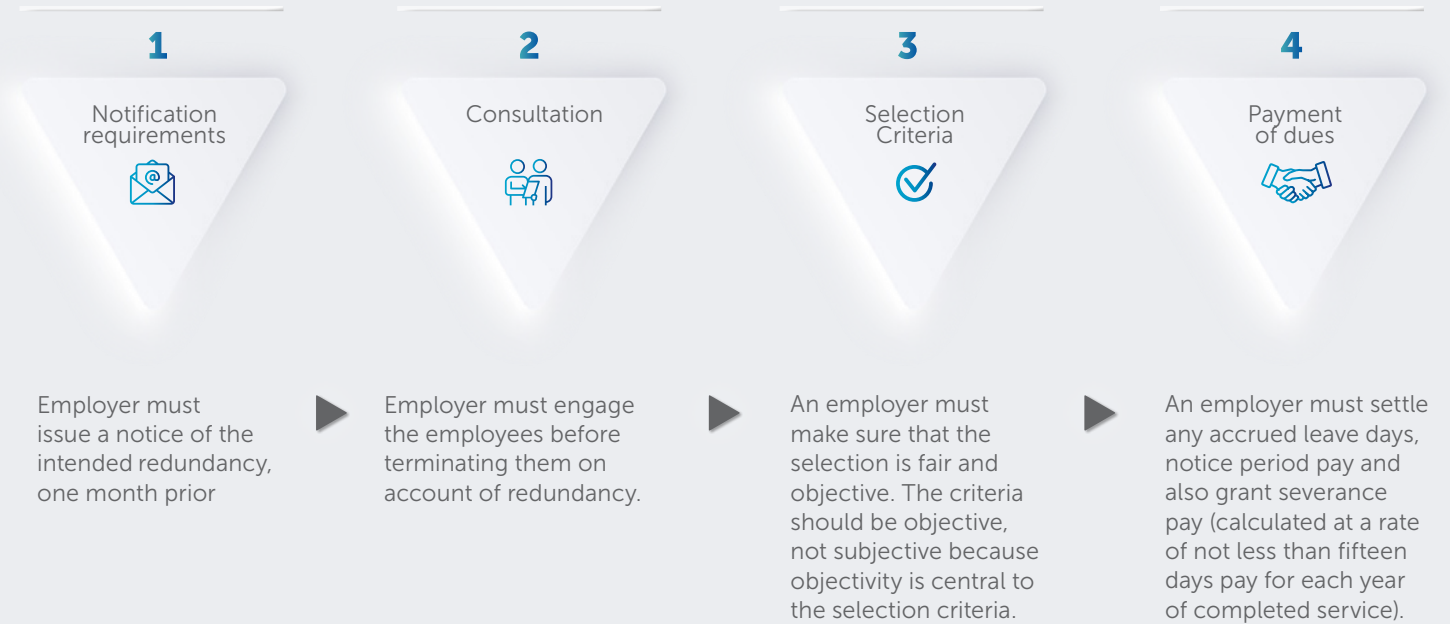 1
Notification
requirements
Employer must
issue a notice of the
intended redundancy,
one month prior
2
Consultation
Employer must engage
the employees before
terminating them on
account of redundancy.
3
Selection
Criteria
An employer must
make sure that the
selection is fair and
objective. The criteria
should be objective,
not subjective because
objectivity is central to
the selection criteria.
4
Payment
of dues
An employer must settle
any accrued leave days,
notice period pay and
also grant severance
pay (calculated at a rate
of not less than fifteen
days pay for each year
of completed service).